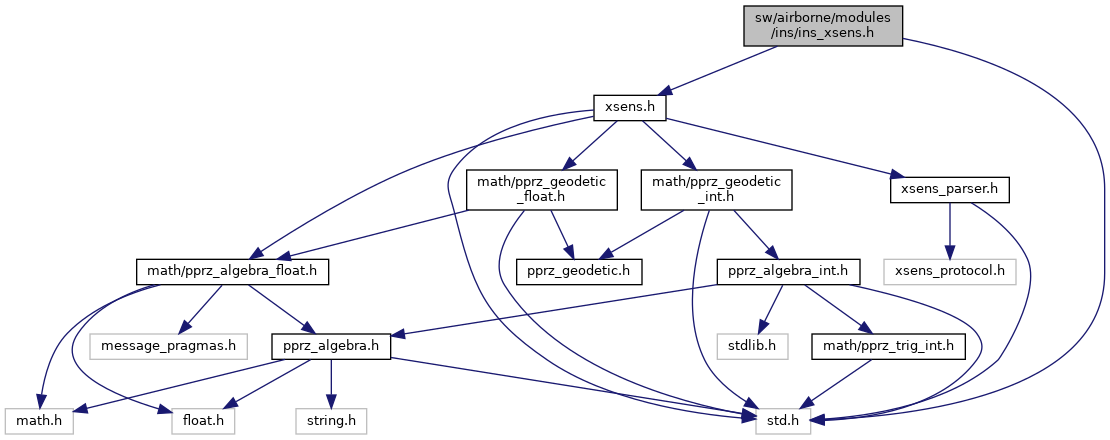 sw/airborne/modules
/ins/ins_xsens.h
xsens.h
math/pprz_geodetic
_float.h
math/pprz_geodetic
_int.h
xsens_parser.h
math/pprz_algebra_float.h
pprz_geodetic.h
pprz_algebra_int.h
xsens_protocol.h
message_pragmas.h
pprz_algebra.h
stdlib.h
math/pprz_trig_int.h
math.h
float.h
string.h
std.h